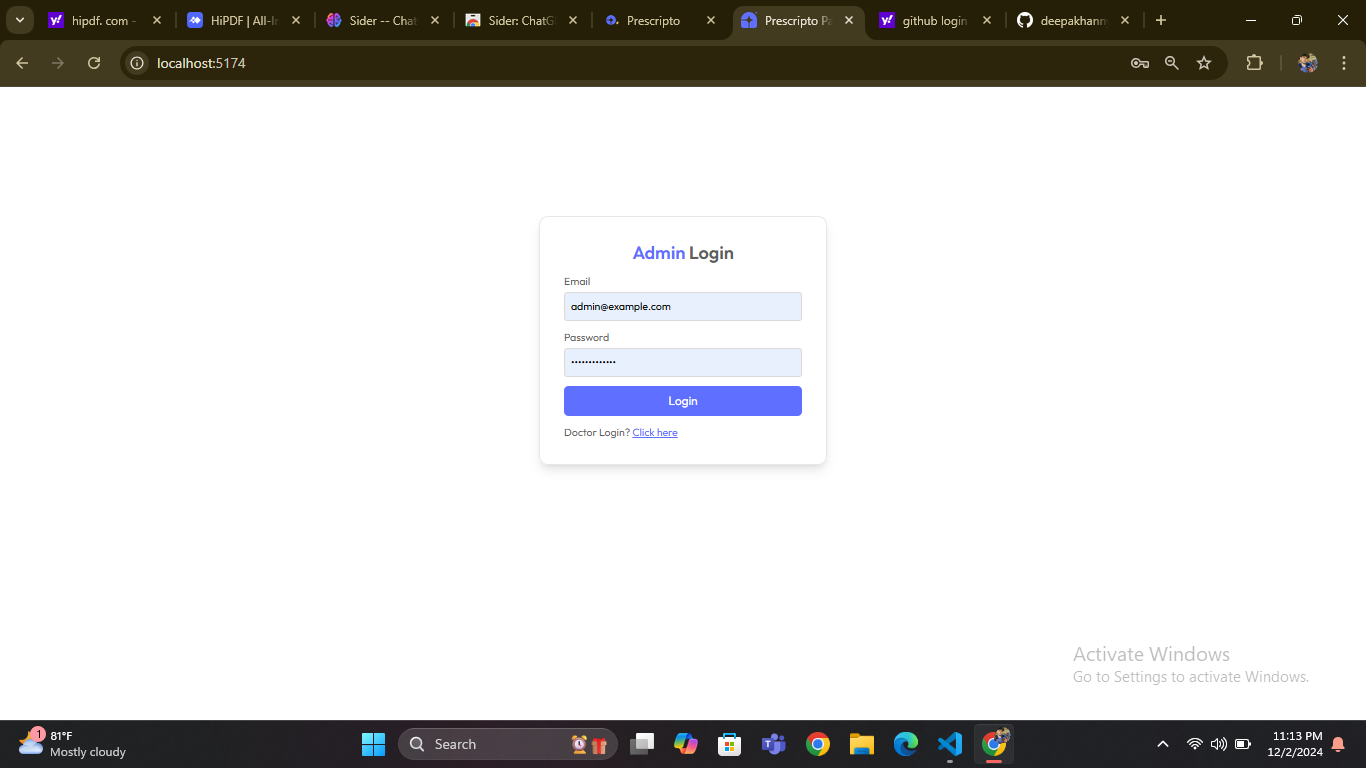 hipdf. com -
HiPDF | All-In
Sider -- Chat
Sider: ChatG
Prescripto
Prescripto Pa
github login
deepakhann
localhost:5174
Admin Login
Email
admin@example.com
Password
Login
Doctor Login? Click here
Activate Windows
Go to Settings to activate Windows.
1
81°F
Mostly cloudy
Search
11:13 PM
12/2/2024